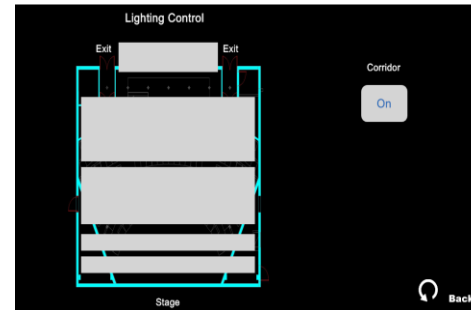 Lighting Control
Exit
Exit
Corridor
On
Stage
Back